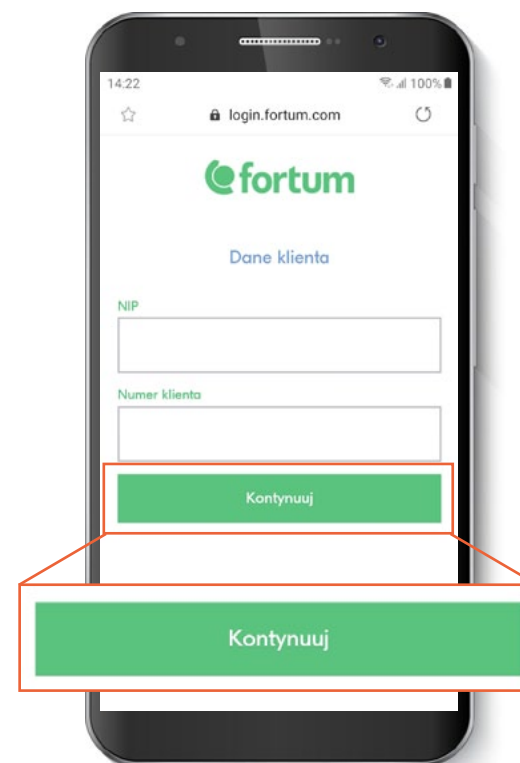 14:22
100%
login.fortum.com
fortum
Dane klienta
NIP
Numer klienta
Kontynuuj
Kontynuuj